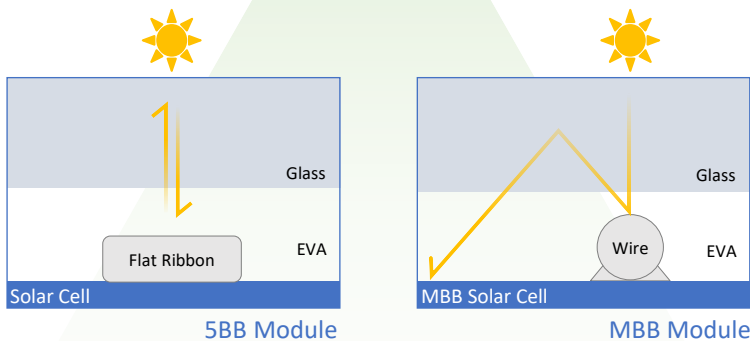 Glass
EVA
Flat Ribbon
Solar Cell
5BB Module
Glass
EVA
Wire
MBB Solar Cell
MBB Module